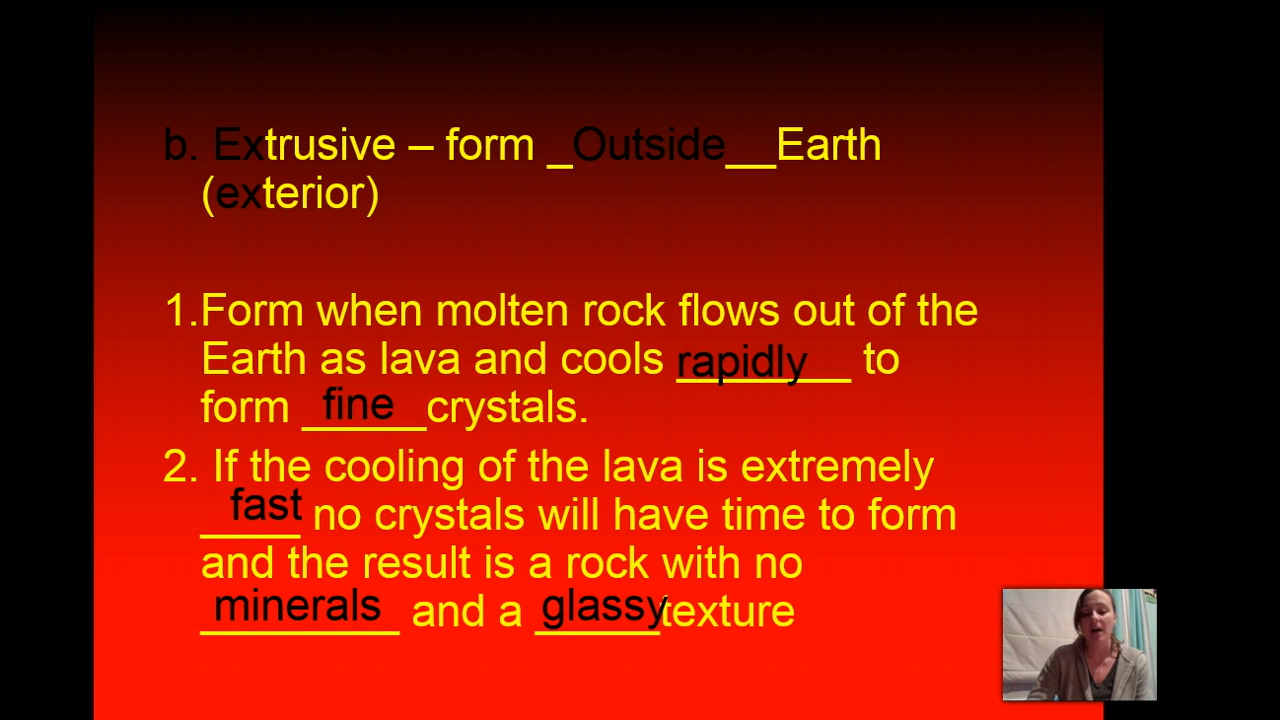 b. Extrusive – form _Outside__Earth
(exterior)
1.Form when molten rock flows out of the
Earth as lava and cools rapidly to
form fine crystals.
2. If the cooling of the lava is extremely
fast no crystals will have time to form
and the result is a rock with no
minerals and a glassy texture